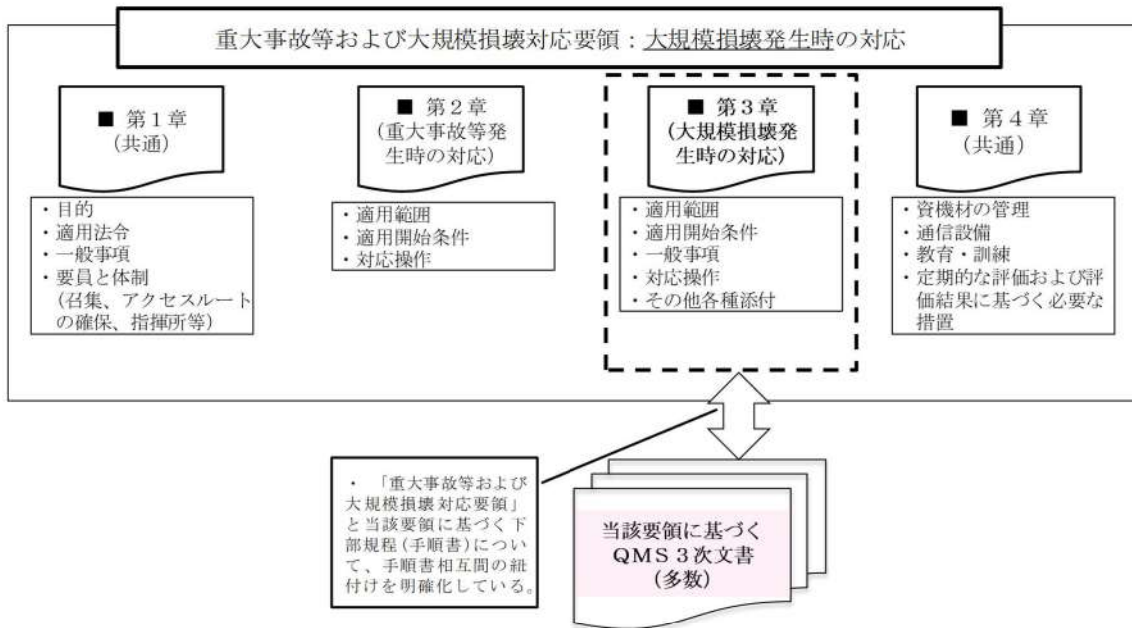 重大事故等および大規模損壊対応要領：大規模損壊発生時の対応
■ 第１章
（共通）
・目的
・適用法令
・一般事項
・要員と体制
（召集、アクセスルート
の確保、指揮所等）
■ 第２章
（重大事故等発
生時の対応）
・適用範囲
・適用開始条件
・対応操作
■ 第３章
（大規模損壊発
生時の対応）
・適用範囲
・適用開始条件
・一般事項
・対応操作
・その他各種添付
■ 第４章
（共通）
・資機材の管理
・通信設備
・教育・訓練
・定期的な評価および評
価結果に基づく必要な
措置
・「重大事故等および
大規模損壊対応要領」
と当該要領に基づく下
部規程(手順書)につい
て、手順書相互間の紐
付けを明確化している。
当該要領に基づく
ＱＭＳ３次文書
（多数）